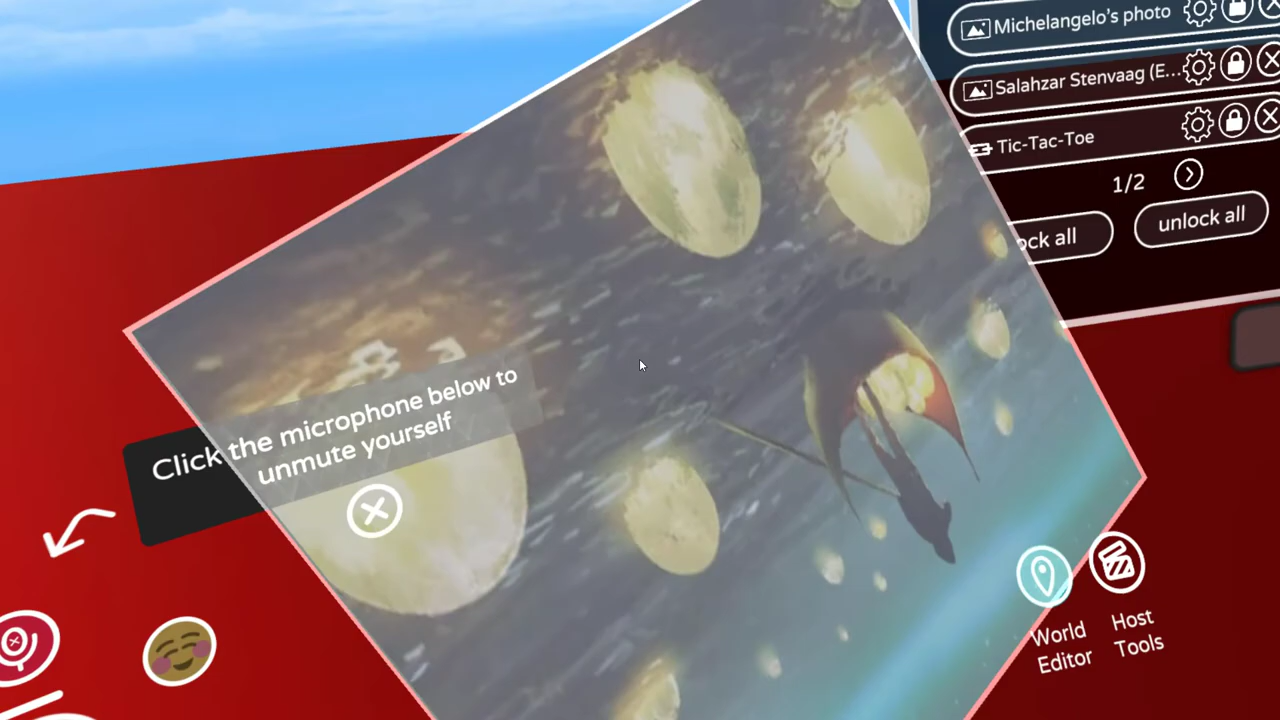 Michelangelo's photo
Salahzar Stenvaag (E...
Tic-Tac-Toe
1/2
ock all
unlock all
Click the microphone below to
unmute yourself
World
Editor
Host
Tools